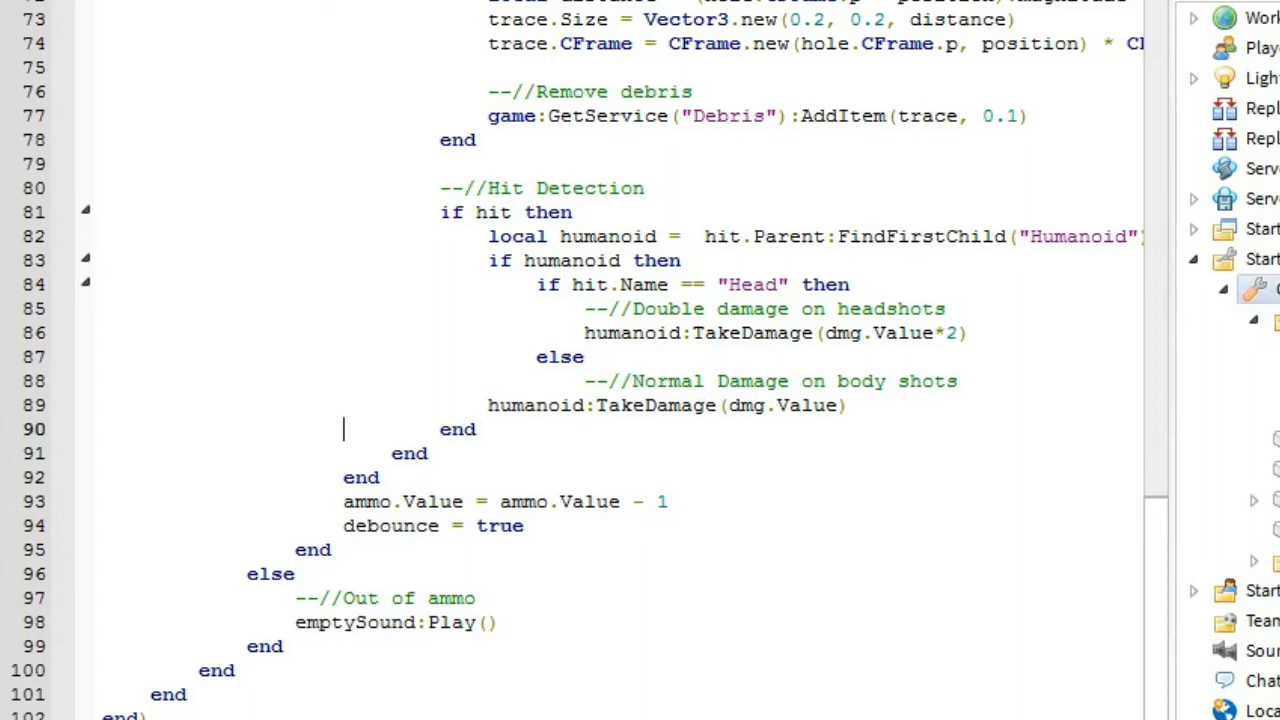 73 trace.Size = Vector3.new(0.2, 0.2, distance)
74 trace.CFrame = CFrame.new(hole.CFrame.p, position) *
75
76 --//Remove debris
77 game:GetService("Debris"):AddItem(trace, 0.1)
78 end
79
80 --//Hit Detection
81 if hit then
82 local humanoid =  hit.Parent:FindFirstChild("Humanoid"
83 if humanoid then
84 if hit.Name == "Head" then
85 --//Double damage on headshots
86 humanoid:TakeDamage(dmg.Value*2)
87 else
88 --//Normal Damage on body shots
89 humanoid:TakeDamage(dmg.Value)
90 end
91 end
92 end
93 ammo.Value = ammo.Value - 1
94 debounce = true
95 end
96 else
97 --//Out of ammo
98 emptySound:Play()
99 end
100 end
101 end
102 end)
Work
Playe
Light
Repl
Repl
Serve
Serve
Start
Start
Start
Team
Soun
Chat
Loca